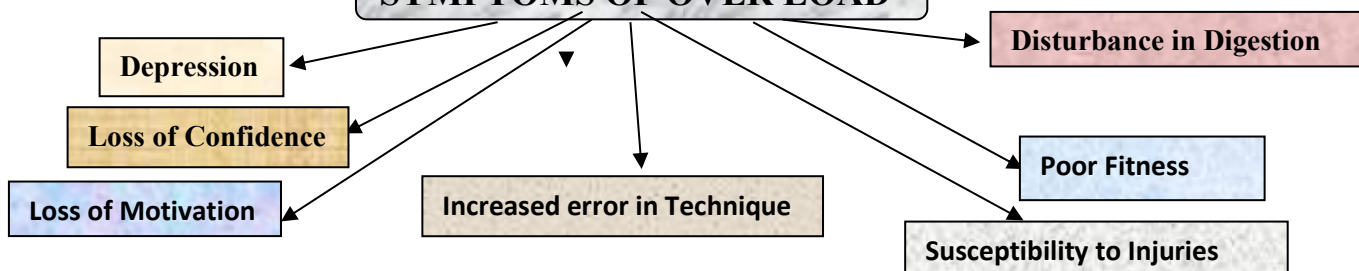 SYMPTOMS OF OVER LOAD
Disturbance in Digestion
Depression
Loss of Confidence
Poor Fitness
Loss of Motivation
Increased error in Technique
Susceptibility to Injuries